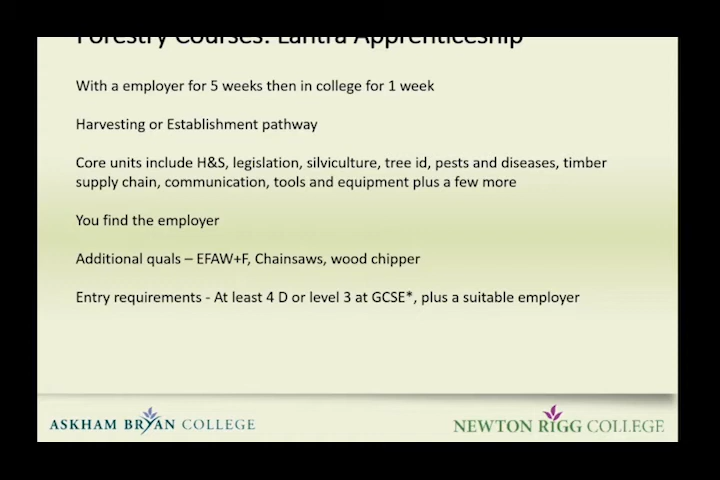 Forestry Courses: Lantra Apprenticeship
With a employer for 5 weeks then in college for 1 week
Harvesting or Establishment pathway
Core units include H&S, legislation, silviculture, tree id, pests and diseases, timber
supply chain, communication, tools and equipment plus a few more
You find the employer
Additional quals – EFAW+F, Chainsaws, wood chipper
Entry requirements - At least 4 D or level 3 at GCSE*, plus a suitable employer
ASKHAM BRYAN COLLEGE
NEWTON RIGG COLLEGE